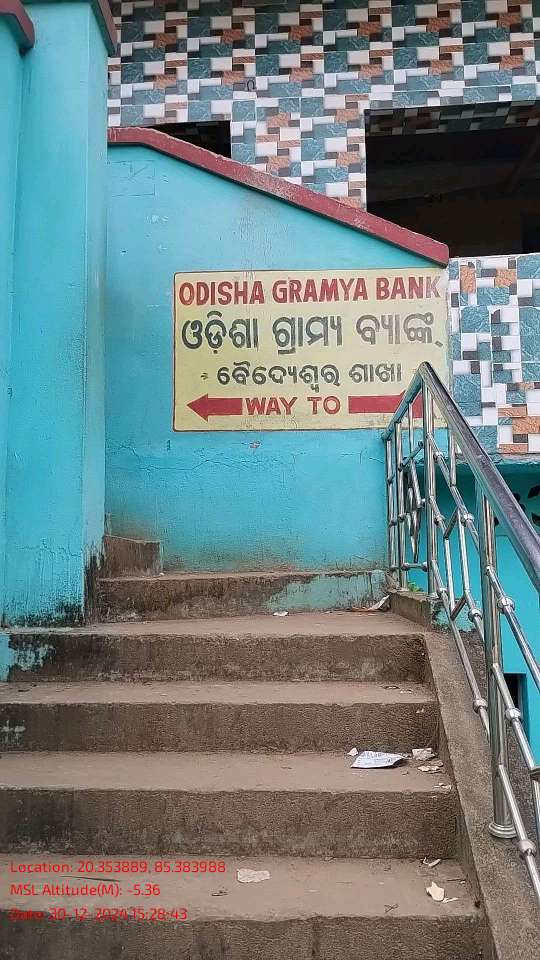 ODISHA GRAMYA BANK
ଓଡ଼ିଶା ଗ୍ରାମ୍ୟ ବ୍ୟାଙ୍କ୍
ବୈଦ୍ୟେଶ୍ୱର ଶାଖା
WAY TO
Location: 20.353889, 85.383988
MSL Altitude(M): -5.36
Date: 30-12-2024 15:28:43